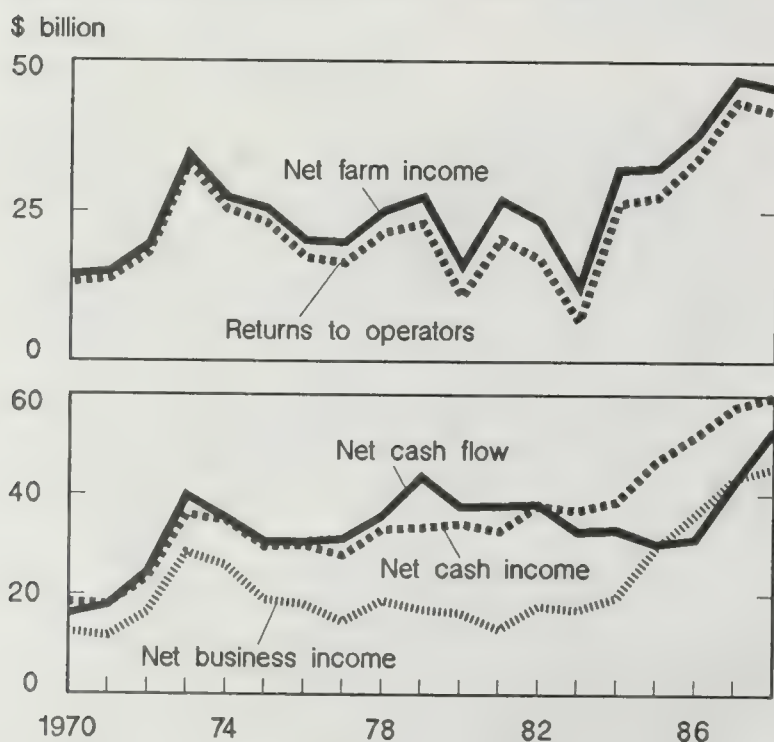 $ billion
50
Net farm income
25
Returns to operators
0
60
Net cash flow
40
Net cash income
20
Net business income
0
1970 74 78 82 86